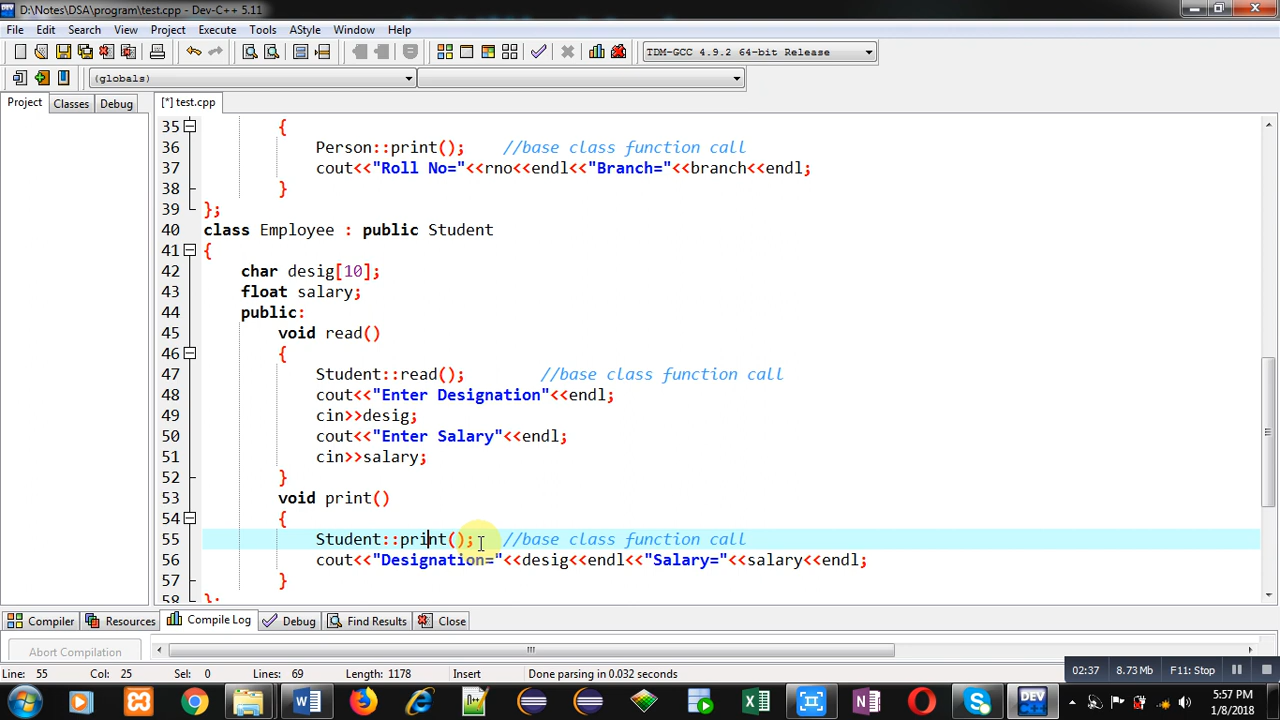 D:\Notes\DSA\program\test.cpp - Dev-C++ 5.11
File Edit Search View Project Execute Tools AStyle Window Help
TDM-GCC 4.9.2 64-bit Release
(globals)
Project Classes Debug [*] test.cpp
35 {
36 Person::print(); //base class function call
37 cout<<"Roll No="<<rno<<endl<<"Branch="<<branch<<endl;
38 }
39 };
40 class Employee : public Student
41 {
42 char desig[10];
43 float salary;
44 public:
45 void read()
46 {
47 Student::read(); //base class function call
48 cout<<"Enter Designation"<<endl;
49 cin>>desig;
50 cout<<"Enter Salary"<<endl;
51 cin>>salary;
52 }
53 void print()
54 {
55 Student::print(); //base class function call
56 cout<<"Designation="<<desig<<endl<<"Salary="<<salary<<endl;
57 }
58 };
Compiler Resources Compile Log Debug Find Results Close
Abort Compilation
Line: 55 Col: 25 Sel: 0 Lines: 69 Length: 1178 Insert Done parsing in 0.032 seconds
02:37 8.73 Mb F11: Stop
5:57 PM
1/8/2018